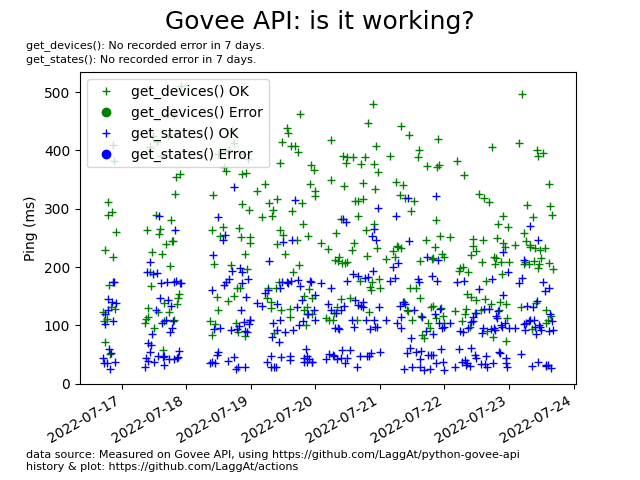 Govee API: is it working?
get_devices(): No recorded error in 7 days.
get_states(): No recorded error in 7 days.
500
400
300
200
100
0
Ping (ms)
get_devices() OK
get_devices() Error
get_states() OK
get_states() Error
2022-07-17
2022-07-18
2022-07-19
2022-07-20
2022-07-21
2022-07-22
2022-07-23
2022-07-24
data source: Measured on Govee API, using https://github.com/LaggAt/python-govee-api
history & plot: https://github.com/LaggAt/actions